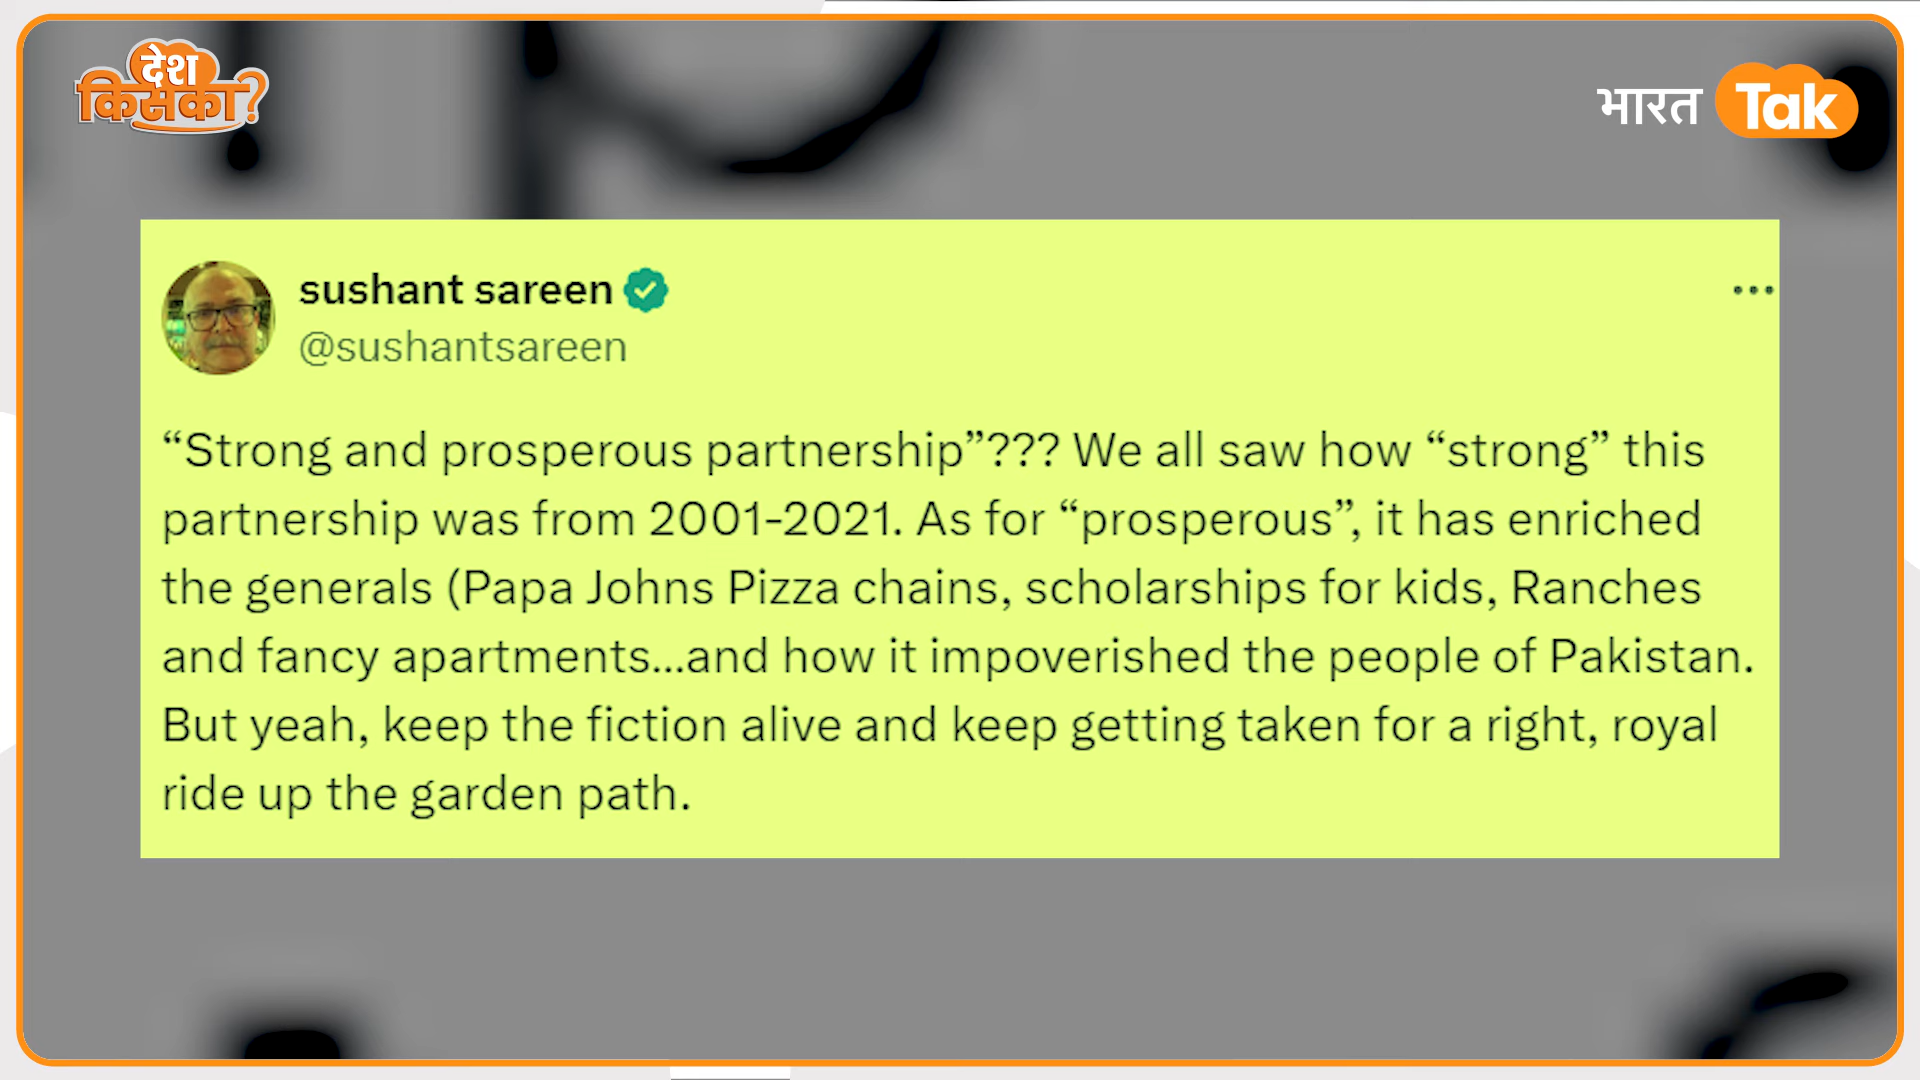 देश
किसका?
भारत Tak
sushant sareen
@sushantsareen
“Strong and prosperous partnership”??? We all saw how “strong” this
partnership was from 2001-2021. As for “prosperous”, it has enriched
the generals (Papa Johns Pizza chains, scholarships for kids, Ranches
and fancy apartments...and how it impoverished the people of Pakistan.
But yeah, keep the fiction alive and keep getting taken for a right, royal
ride up the garden path.